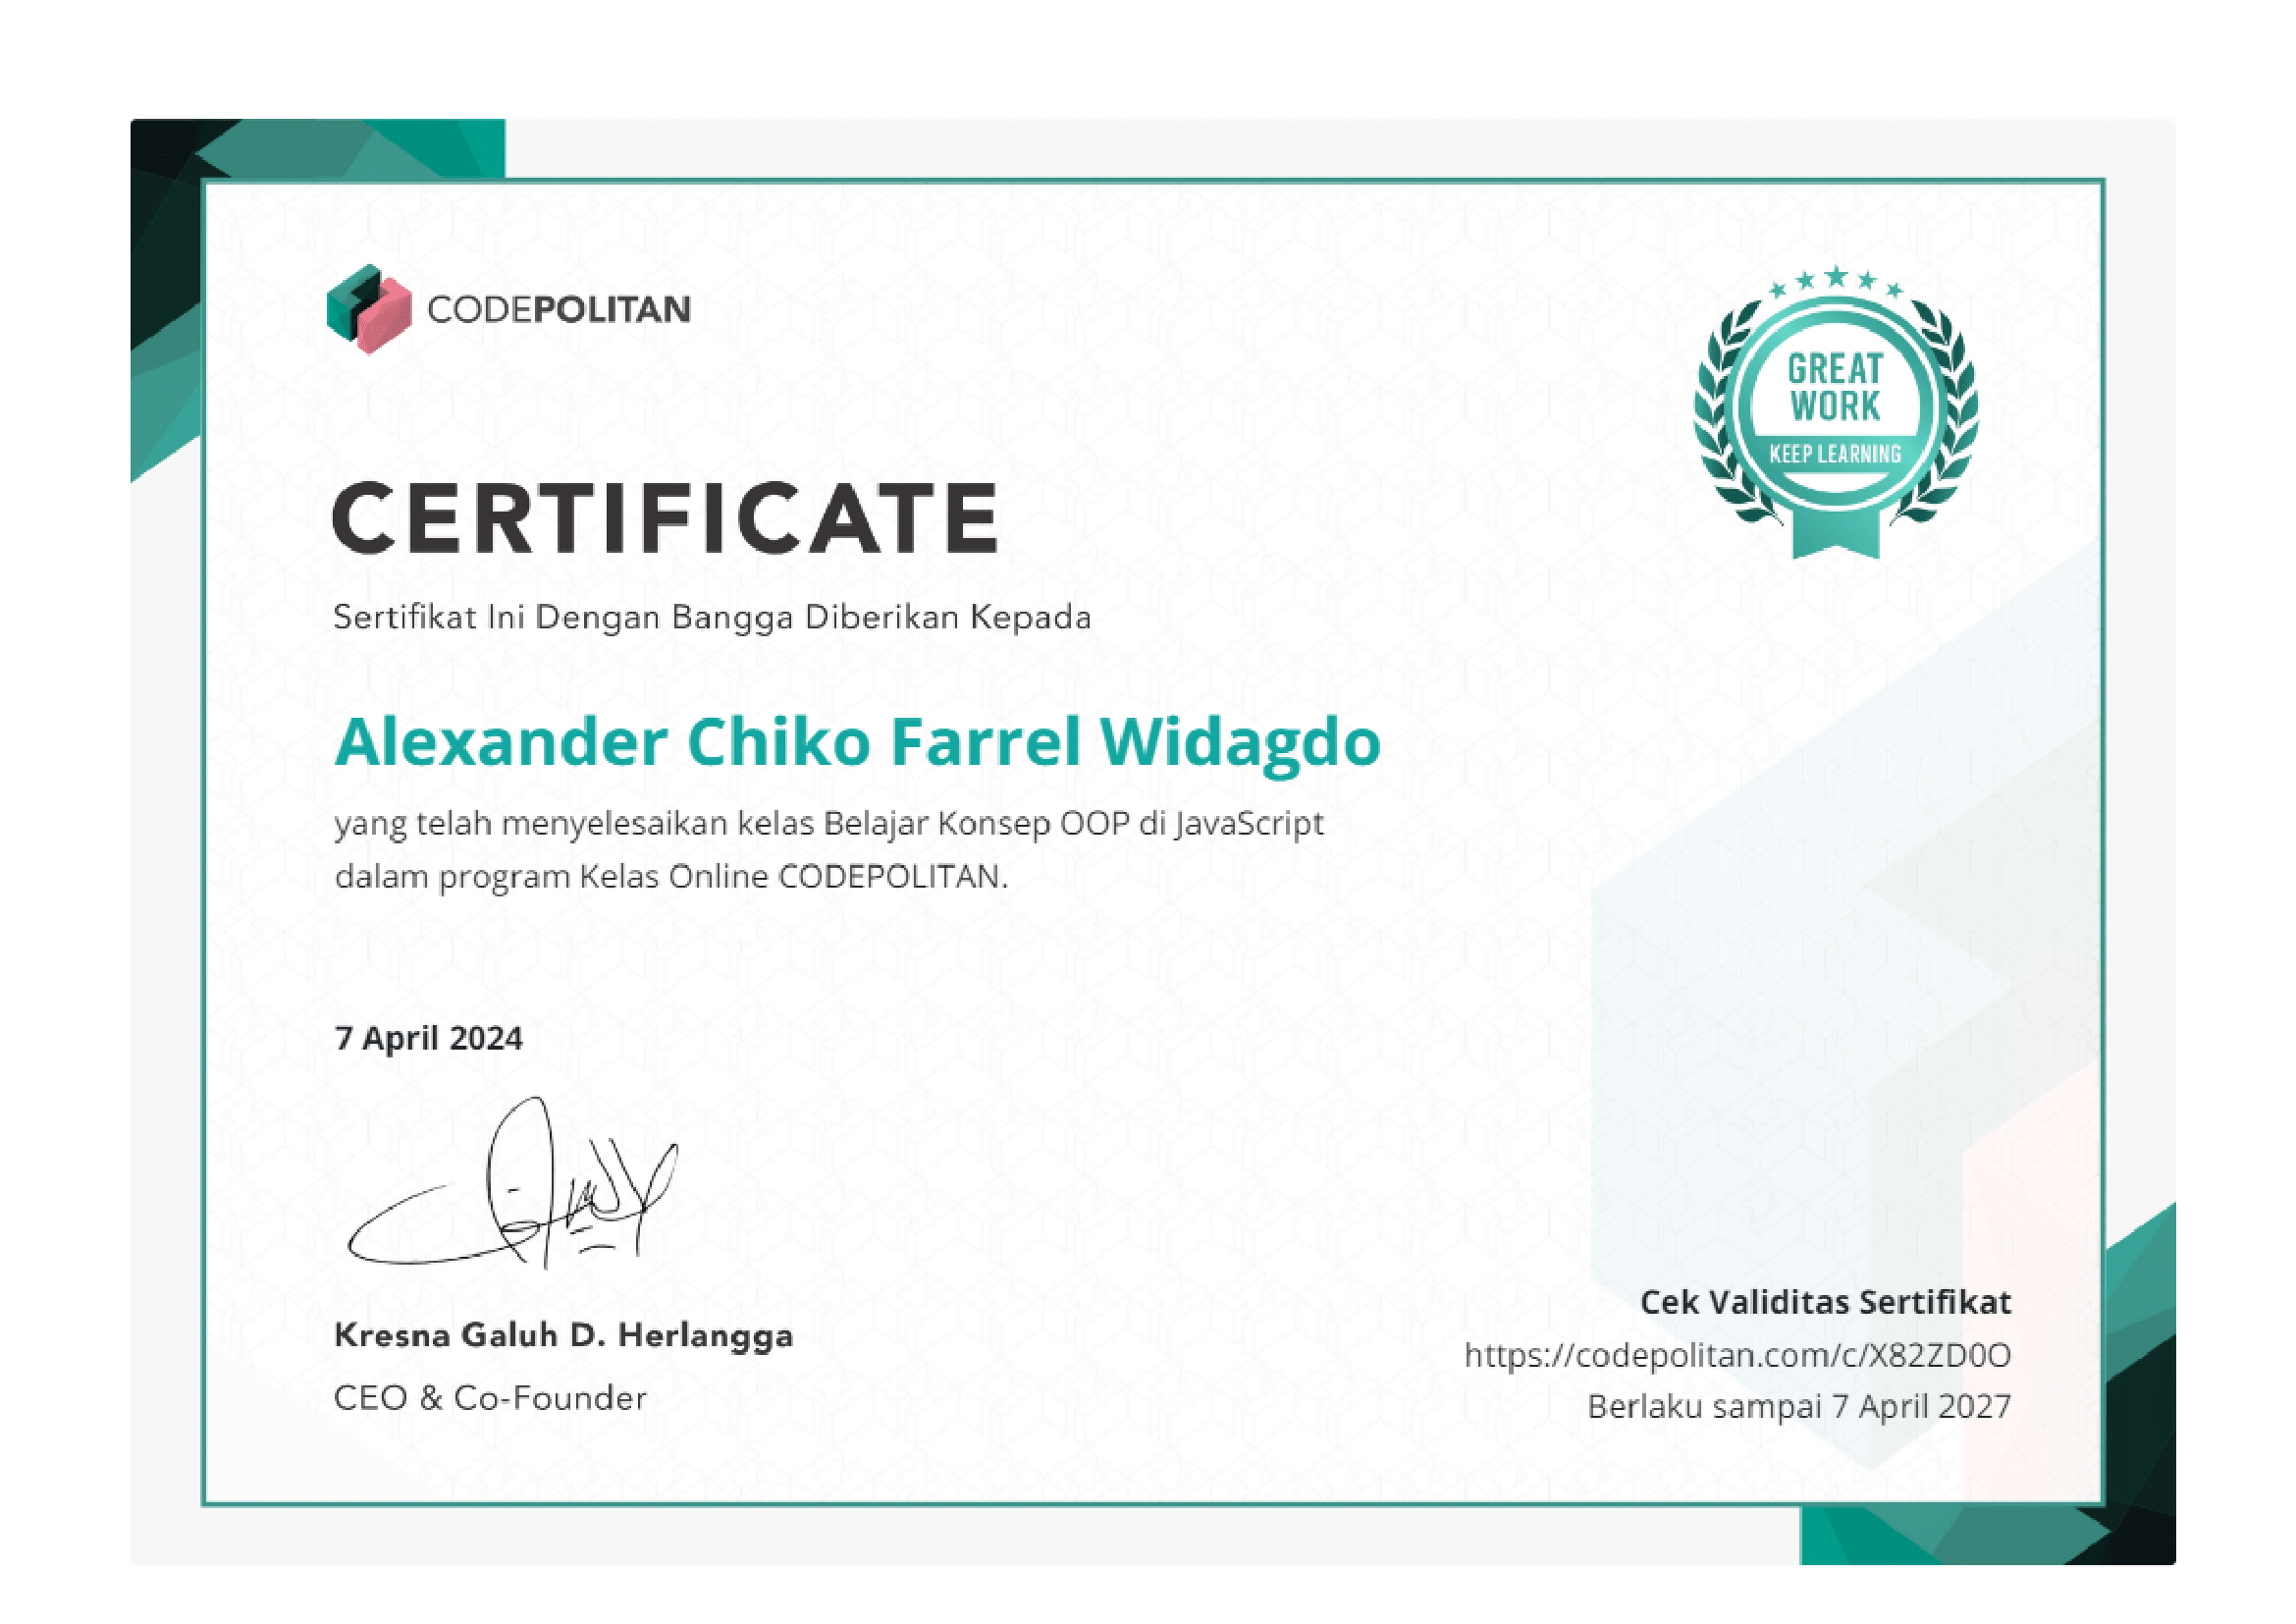 CODEPOLITAN
GREAT
WORK
KEEP LEARNING
CERTIFICATE
Sertifikat Ini Dengan Bangga Diberikan Kepada
Alexander Chiko Farrel Widagdo
yang telah menyelesaikan kelas Belajar Konsep OOP di JavaScript
dalam program Kelas Online CODEPOLITAN.
7 April 2024
Kresna Galuh D. Herlangga
CEO & Co-Founder
Cek Validitas Sertifikat
https://codepolitan.com/c/X82ZD0O
Berlaku sampai 7 April 2027